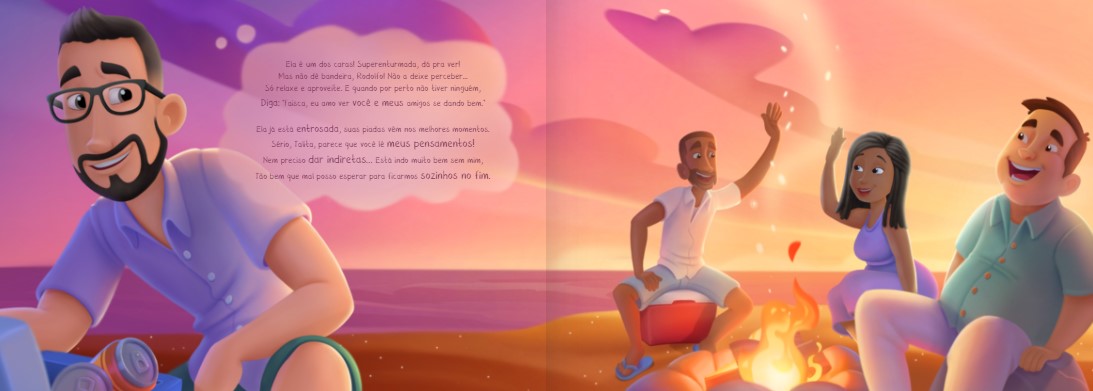 Ela é um dos caras! Superenturmada, dá pra ver!
Mas não dê bandeira, Rodolfo! Não a deixe perceber...
Só relaxe e aproveite. E quando por perto não tiver ninguém,
Diga: "Taisca, eu amo ver você e meus amigos se dando bem."
Ela já está entrosada, suas piadas vêm nos melhores momentos.
Sério, Talita, parece que você lê meus pensamentos!
Nem preciso dar indiretas... Está indo muito bem sem mim,
Tão bem que mal posso esperar para ficarmos sozinhos no fim.